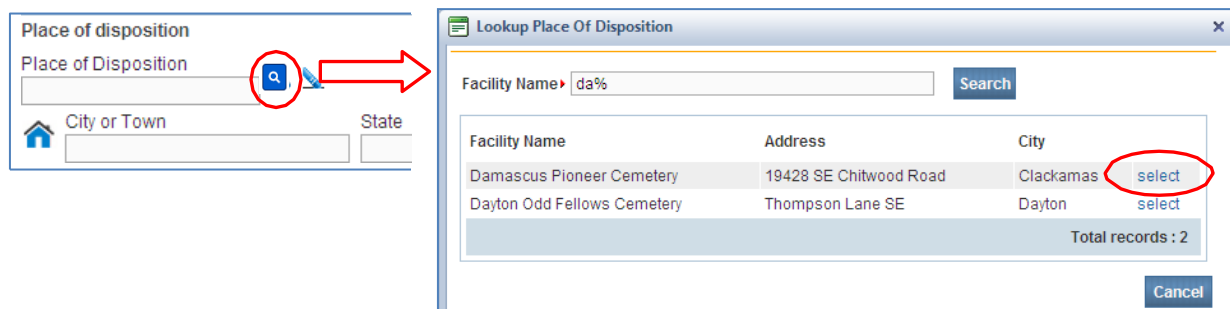 Place of disposition
Place of Disposition
City or Town State
Lookup Place Of Disposition
Facility Name da% Search
Facility Name Address City
Damascus Pioneer Cemetery 19428 SE Chitwood Road Clackamas select
Dayton Odd Fellows Cemetery Thompson Lane SE Dayton select
Total records : 2
Cancel